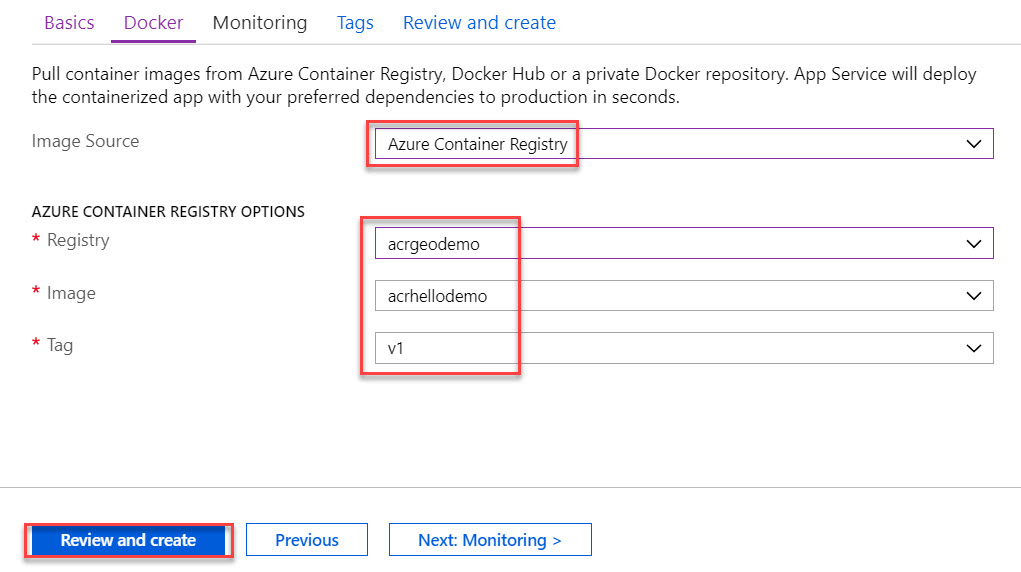 Basics Docker Monitoring Tags Review and create
Pull container images from Azure Container Registry, Docker Hub or a private Docker repository. App Service will deploy
the containerized app with your preferred dependencies to production in seconds.
Image Source Azure Container Registry
AZURE CONTAINER REGISTRY OPTIONS
* Registry acrgeodemo
* Image acrhellodemo
* Tag v1
Review and create Previous Next: Monitoring >